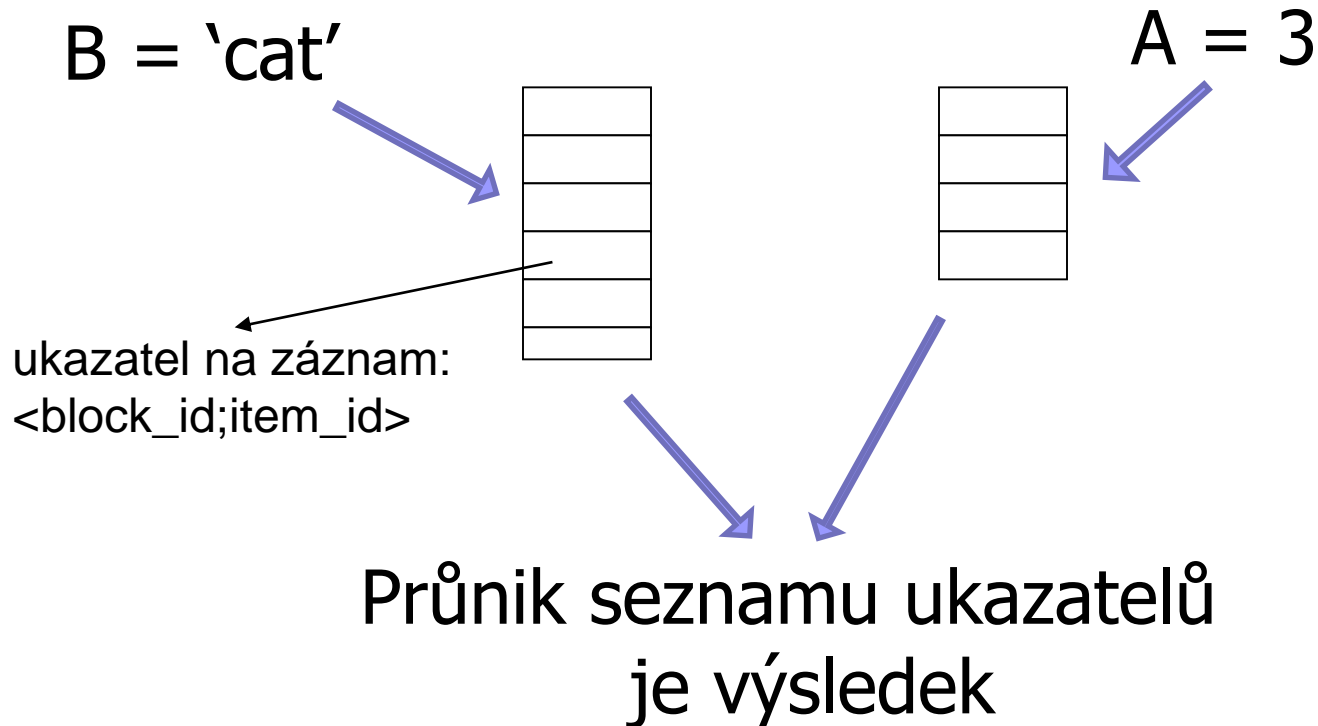 B = ‘cat’
A = 3
ukazatel na záznam:
<block_id;item_id>
Průnik seznamu ukazatelů
je výsledek